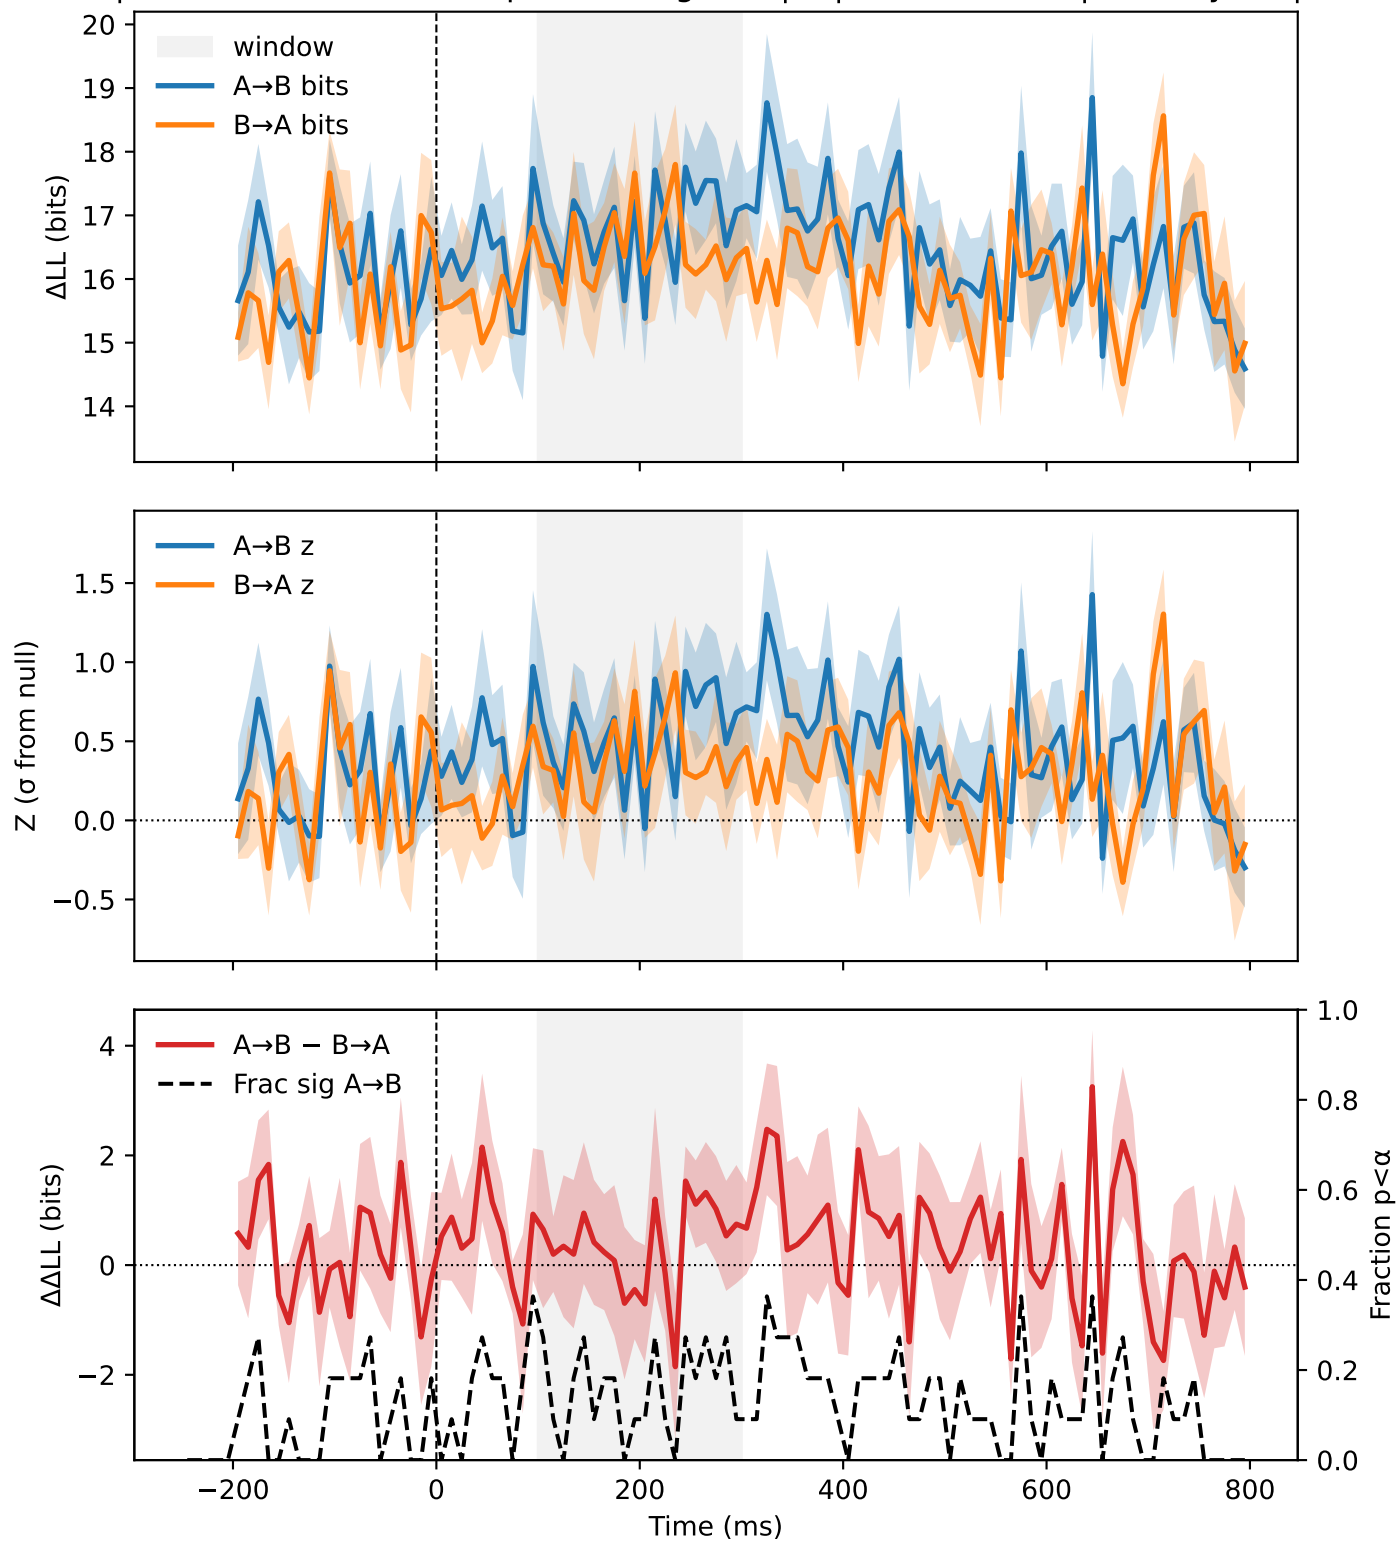 20
19
18
17
16
15
14
ΔLL (bits)
window
A→B bits
B→A bits
1.5
1.0
0.5
0.0
−0.5
Z (σ from null)
A→B z
B→A z
4
2
0
−2
ΔΔLL (bits)
A→B − B→A
Frac sig A→B
1.0
0.8
0.6
0.4
0.2
0.0
Fraction p<α
−200
0
200
400
600
800
Time (ms)